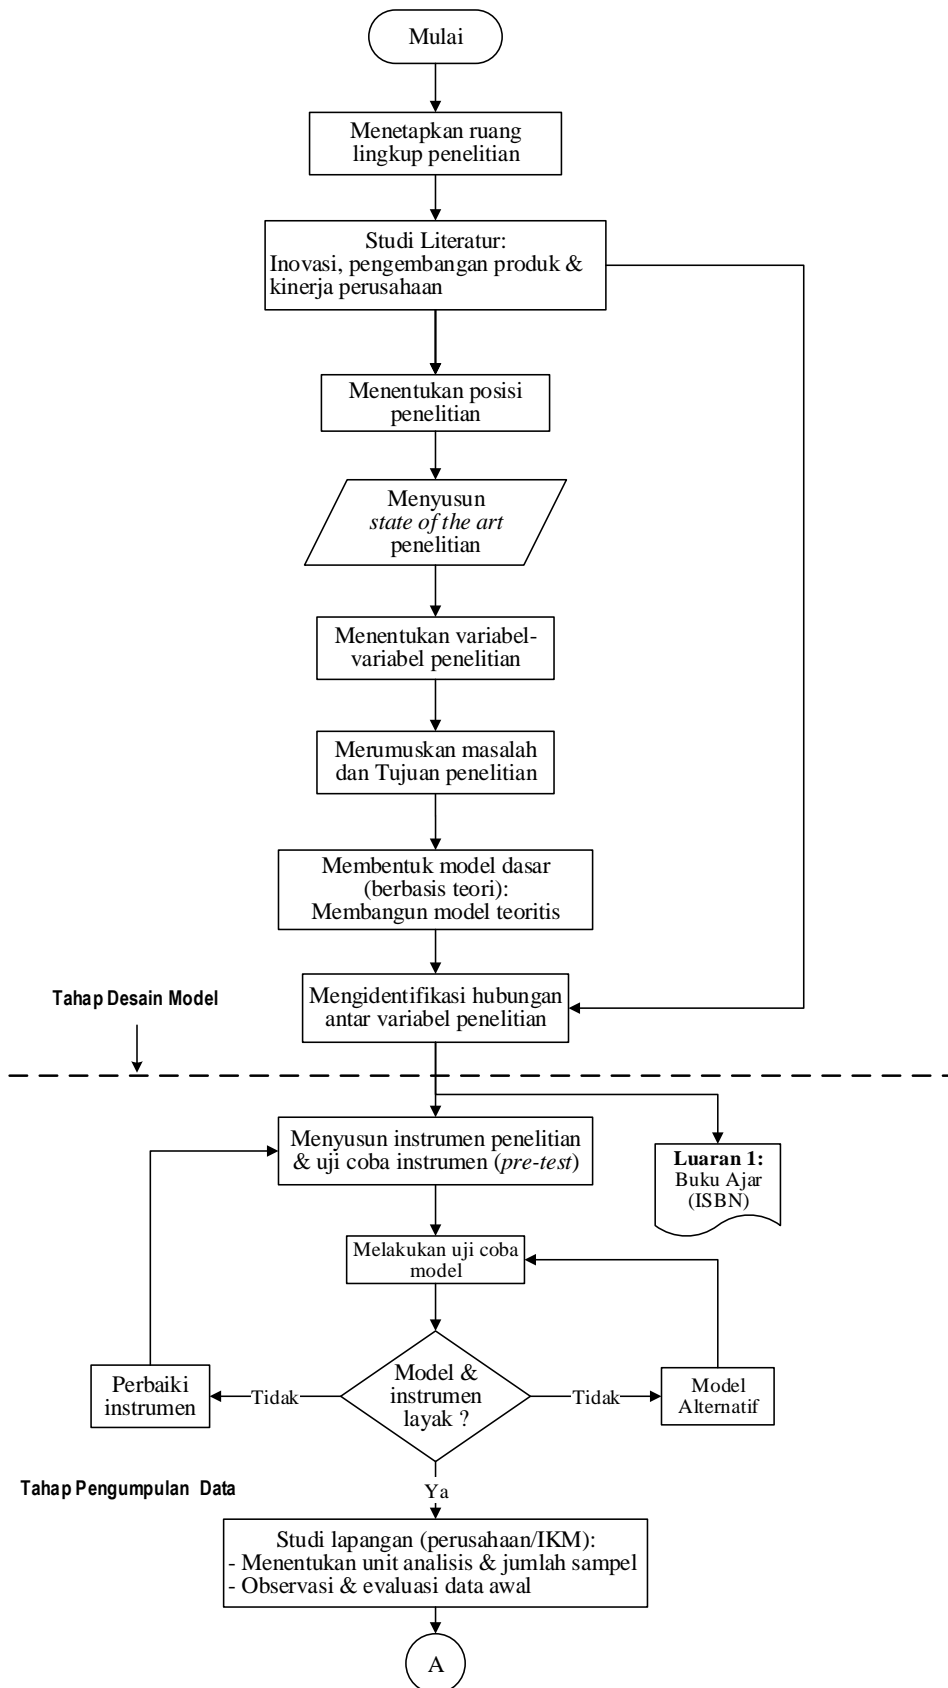 Mulai
Menetapkan ruang
lingkup penelitian
Studi Literatur:
Inovasi, pengembangan produk &
kinerja perusahaan
Menentukan posisi
penelitian
Menyusun
state of the art
penelitian
Menentukan variabel-
variabel penelitian
Merumuskan masalah
dan Tujuan penelitian
Membentuk model dasar
(berbasis teori):
Membangun model teoritis
Mengidentifikasi hubungan
antar variabel penelitian
Tahap Desain Model
Menyusun instrumen penelitian
& uji coba instrumen (pre-test)
Luaran 1:
Buku Ajar
(ISBN)
Melakukan uji coba
model
Model &
instrumen
layak ?
Tidak
Perbaiki
instrumen
Tidak
Model
Alternatif
Tahap Pengumpulan Data
Ya
Studi lapangan (perusahaan/IKM):
- Menentukan unit analisis & jumlah sampel
- Observasi & evaluasi data awal
A